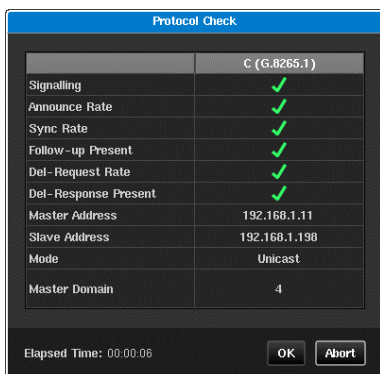 Protocol Check
C (G.8265.1)
Signalling
Announce Rate
Sync Rate
Follow-up Present
Del-Request Rate
Del-Response Present
Master Address 192.168.1.11
Slave Address 192.168.1.198
Mode Unicast
Master Domain 4
Elapsed Time: 00:00:06 OK Abort